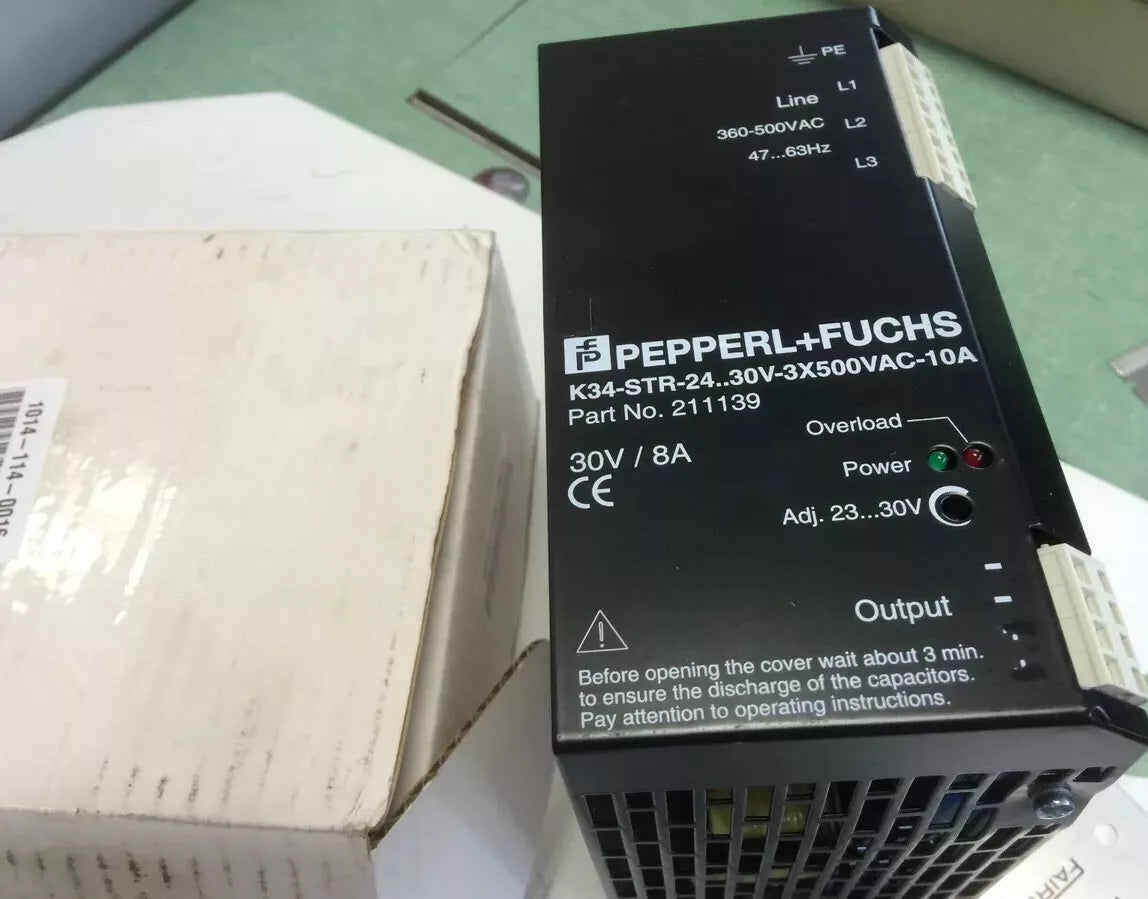 PE
L1
Line
360-500VAC L2
47...63Hz
L3
PEPPERL+FUCHS
K34-STR-24..30V-3X500VAC-10A
Part No. 211139
Overload
30V / 8A
Power
CE
Adj. 23...30V
Output
Before opening the cover wait about 3 min.
to ensure the discharge of the capacitors.
Pay attention to operating instructions.
1014-114-0016